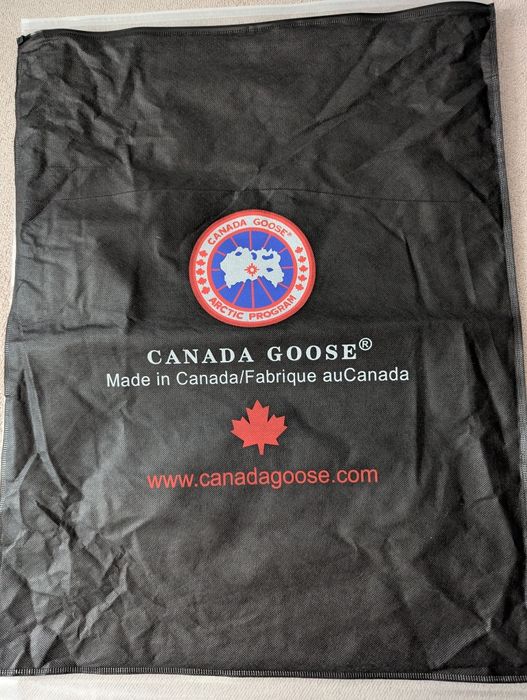 CANADA GOOSE®
ARCTIC PROGRAM
CANADA GOOSE®
Made in Canada/Fabrique auCanada
www.canadagoose.com